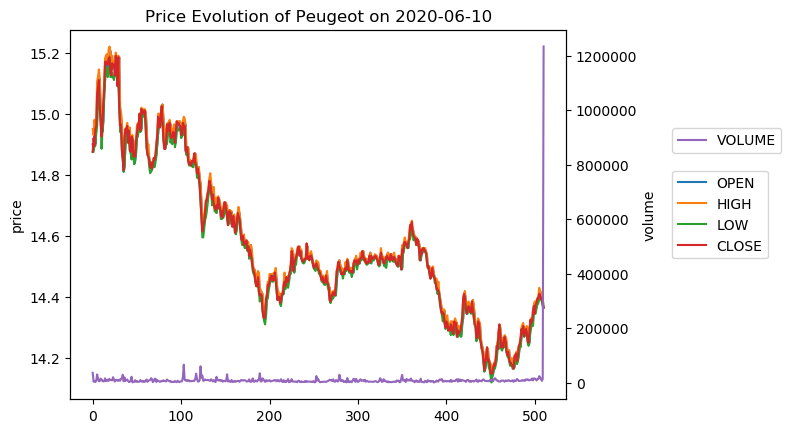 Price Evolution of Peugeot on 2020-06-10
price
15.2
15.0
14.8
14.6
14.4
14.2
0
100
200
300
400
500
1200000
1000000
800000
600000
400000
200000
0
volume
VOLUME
OPEN
HIGH
LOW
CLOSE